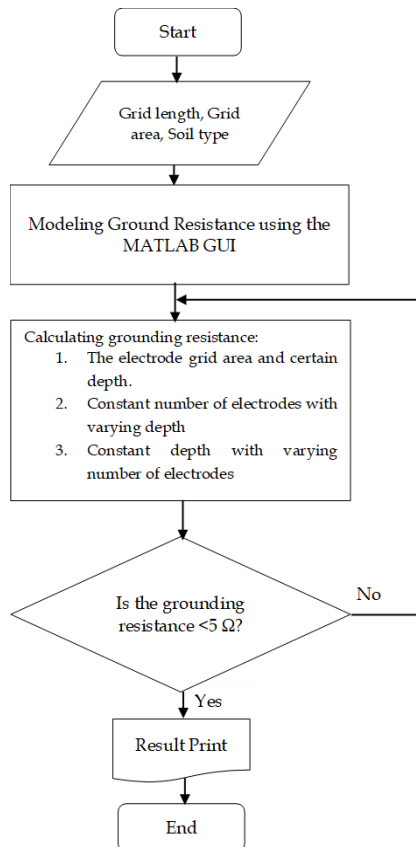 Start
Grid length, Grid
area, Soil type
Modeling Ground Resistance using the
MATLAB GUI
Calculating grounding resistance:
1. The electrode grid area and certain
depth.
2. Constant number of electrodes with
varying depth
3. Constant depth with varying
number of electrodes
Is the grounding
resistance <5 Ω?
No
Yes
Result Print
End